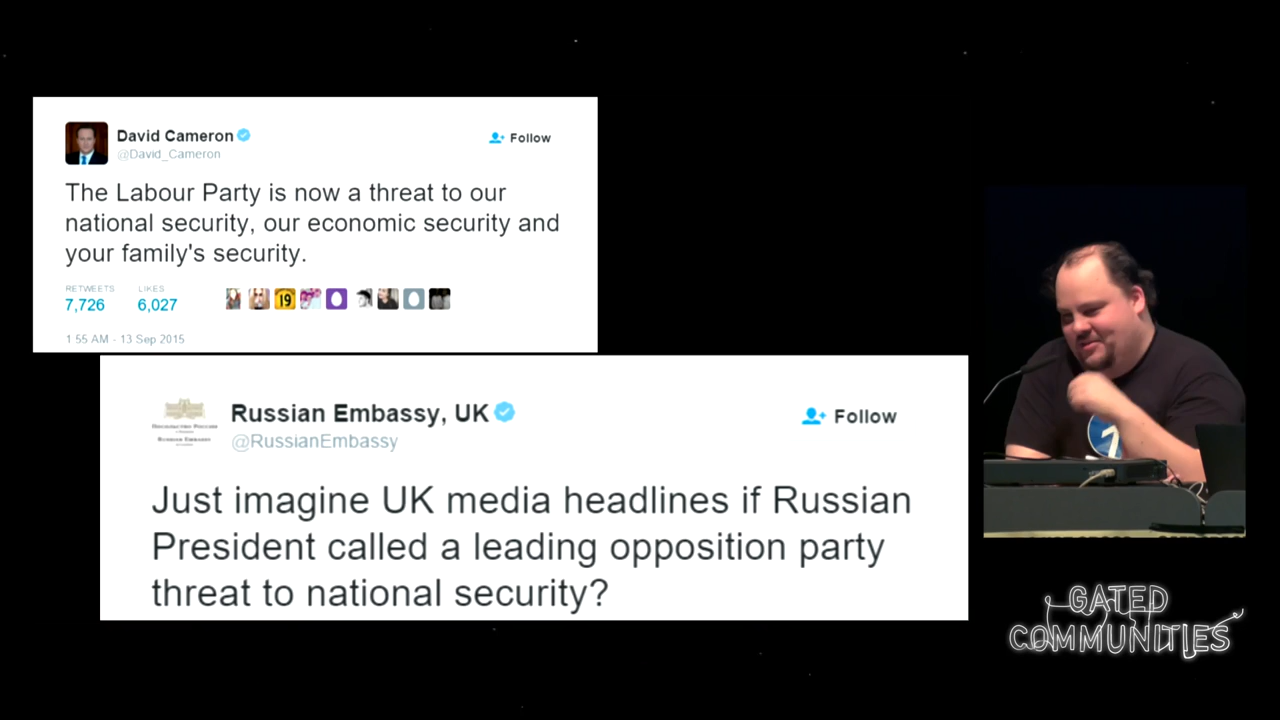 David Cameron
@David_Cameron
Follow
The Labour Party is now a threat to our
national security, our economic security and
your family's security.
RETWEETS LIKES
7,726 6,027
19
1:55 AM - 13 Sep 2015
Russian Embassy, UK
@RussianEmbassy
Follow
Just imagine UK media headlines if Russian
President called a leading opposition party
threat to national security?
7
GATED
COMMUNITIES